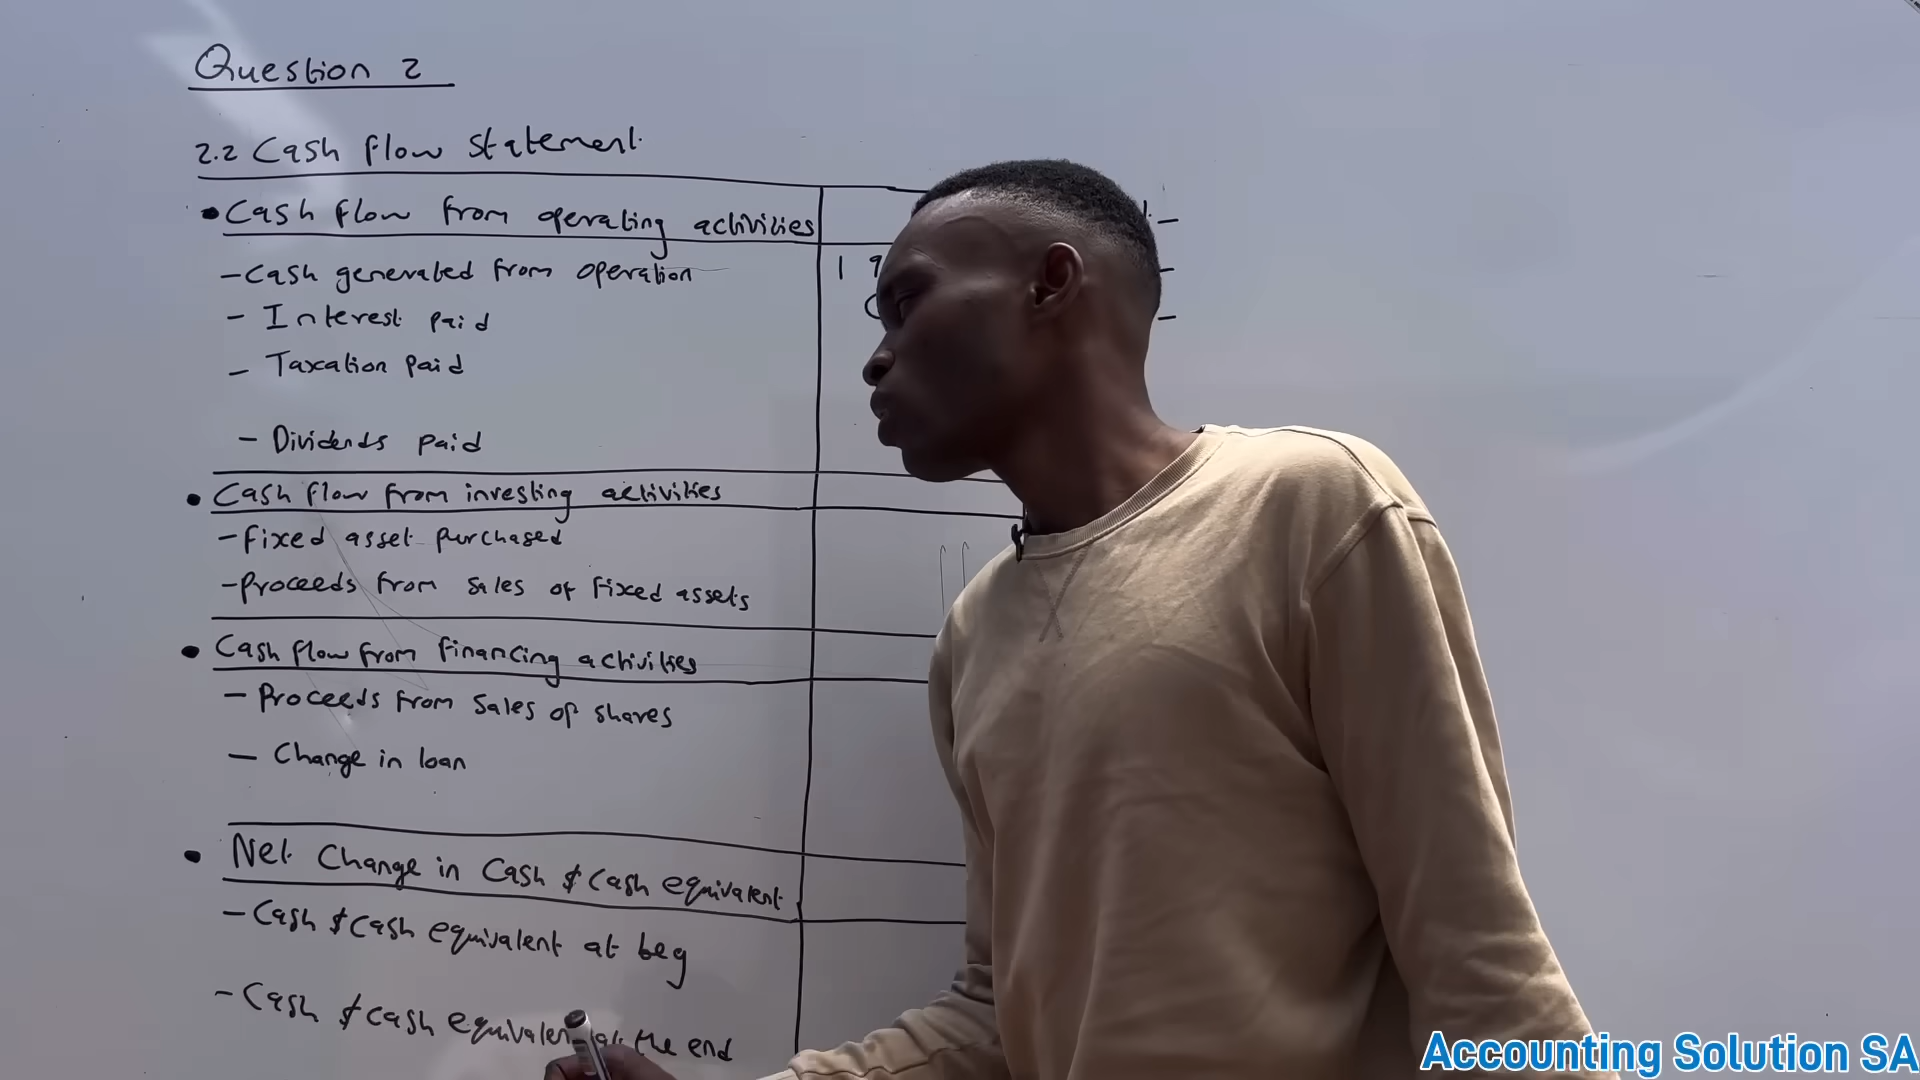 Question 2
2.2 Cash flow statement
• Cash flow from operating activities
- Cash generated from operation 1 9
- Interest paid
- Taxation paid
- Dividends paid
• Cash flow from investing activities
- fixed asset purchased
- Proceeds from sales of fixed assets
• Cash flow from financing activities
- Proceeds from sales of shares
- Change in loan
• Net Change in Cash & Cash equivalent
- Cash & Cash equivalent at beg
- Cash & cash equivalent at the end
Accounting Solution SA